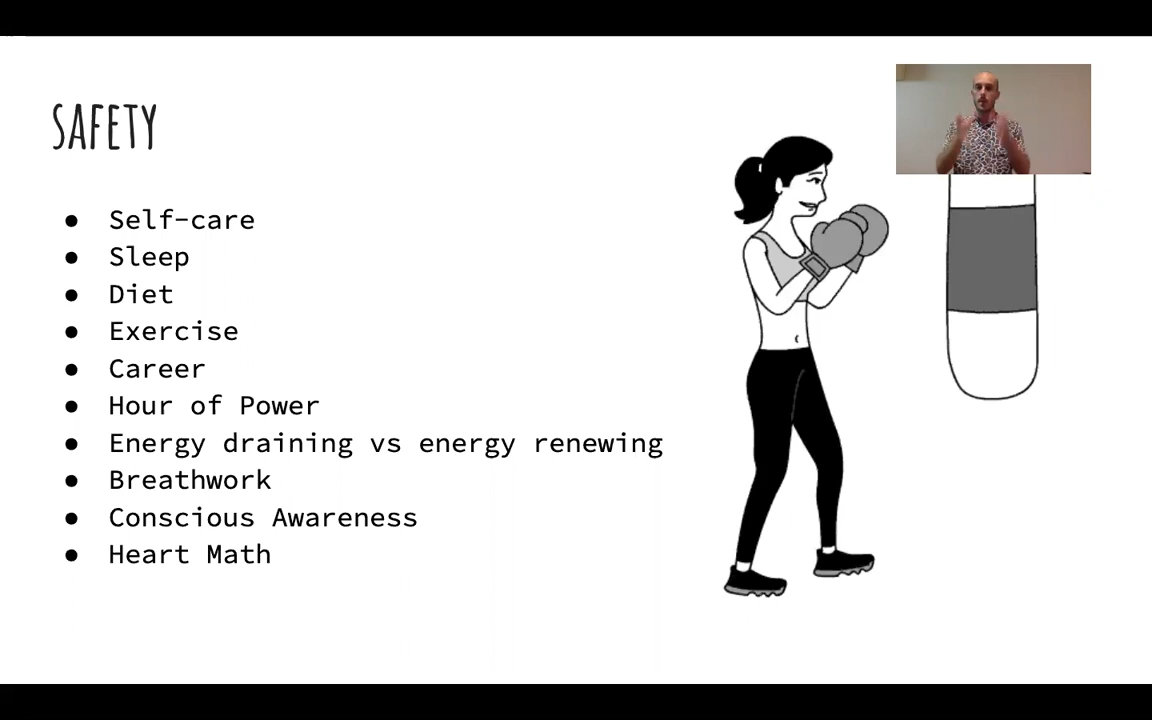 SAFETY
● Self-care
● Sleep
● Diet
● Exercise
● Career
● Hour of Power
● Energy draining vs energy renewing
● Breathwork
● Conscious Awareness
● Heart Math